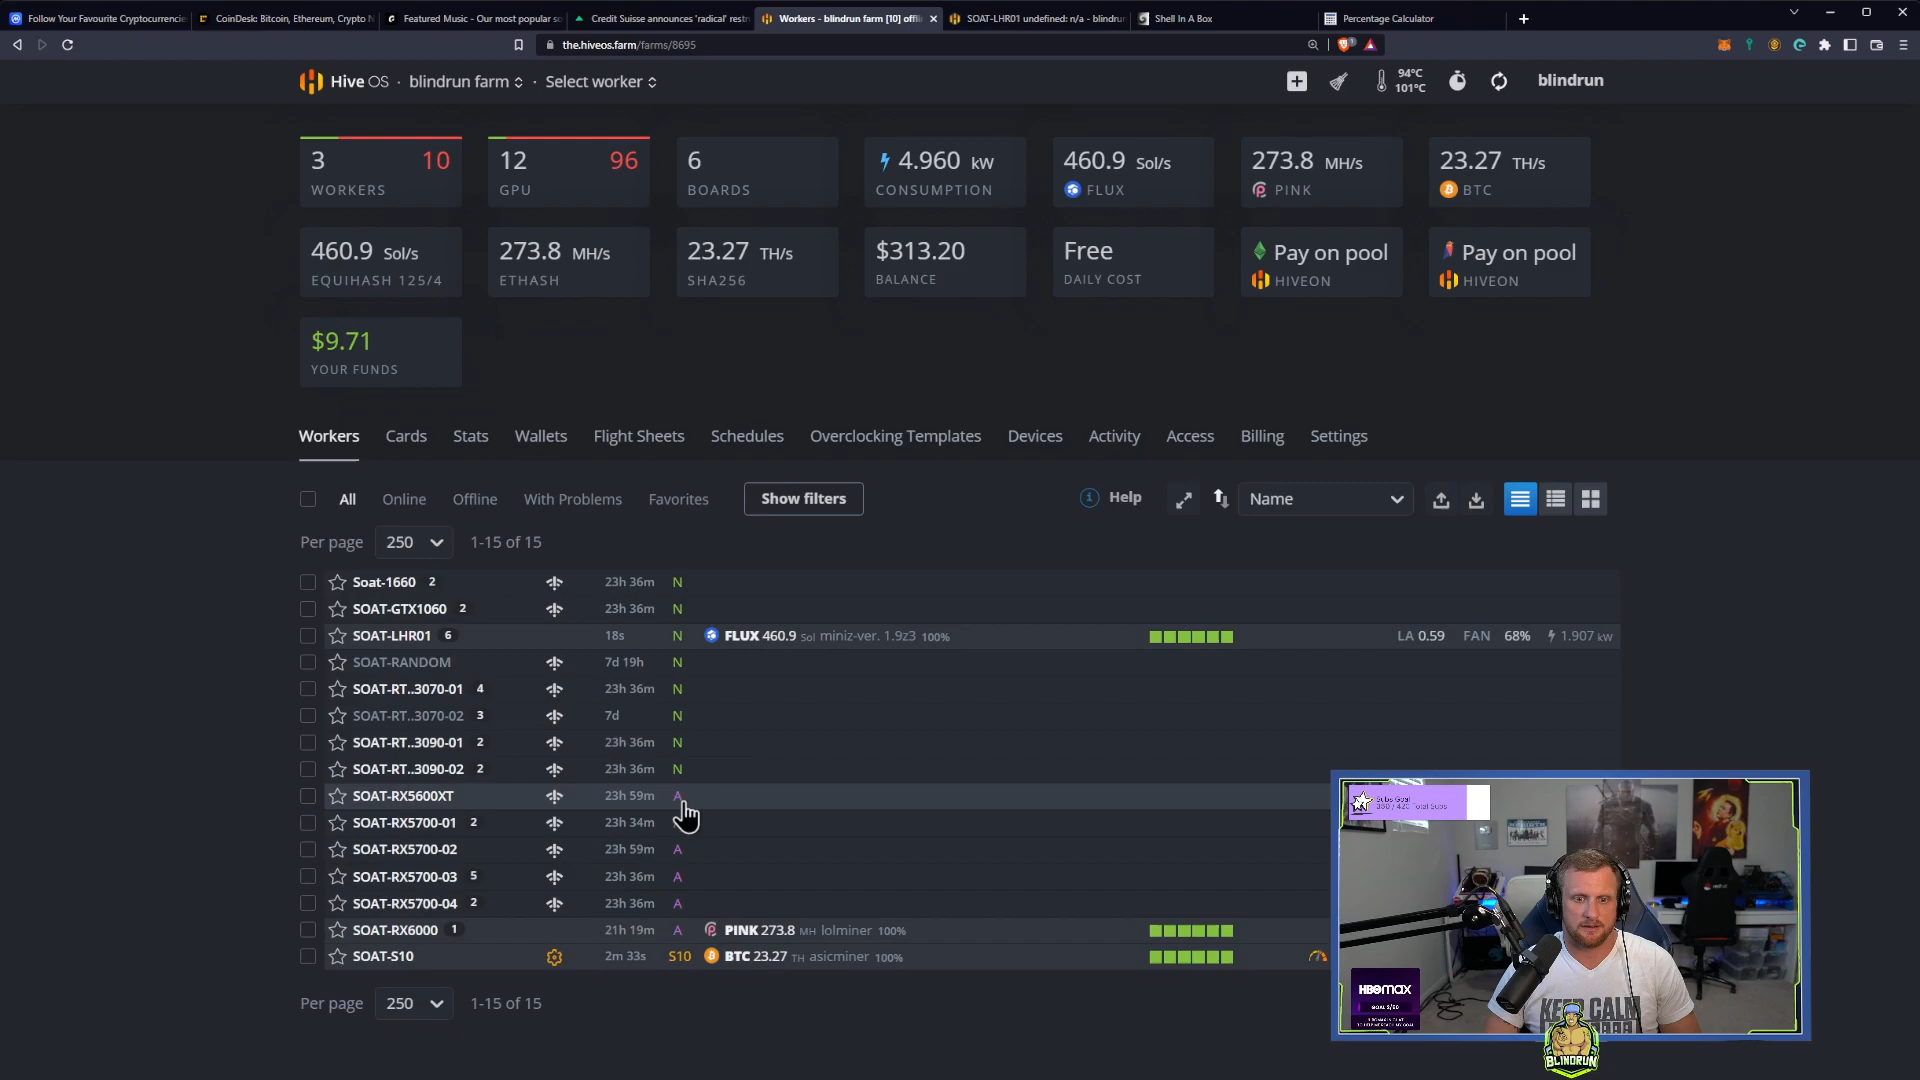 Follow Your Favourite Cryptocurrencie
CoinDesk: Bitcoin, Ethereum, Crypto N
Featured Music - Our most popular so
Credit Suisse announces 'radical' restr
Workers - blindrun farm [10] offli
SOAT-LHR01 undefined: n/a - blindrun
Shell In A Box
Percentage Calculator
the.hiveos.farm/farms/8695
Hive OS · blindrun farm · Select worker
94°C
101°C
blindrun
3 10 12 96 6 4.960 kW 460.9 Sol/s 273.8 MH/s 23.27 TH/s
WORKERS GPU BOARDS CONSUMPTION FLUX PINK BTC
460.9 Sol/s 273.8 MH/s 23.27 TH/s $313.20 Free Pay on pool Pay on pool
EQUIHASH 125/4 ETHASH SHA256 BALANCE DAILY COST HIVEON HIVEON
$9.71
YOUR FUNDS
Workers Cards Stats Wallets Flight Sheets Schedules Overclocking Templates Devices Activity Access Billing Settings
All Online Offline With Problems Favorites Show filters Help Name
Per page 250 1-15 of 15
Soat-1660 2 23h 36m N
SOAT-GTX1060 2 23h 36m N
SOAT-LHR01 6 18s N FLUX 460.9 Sol miniz-ver. 1.9z3 100% LA 0.59 FAN 68% 1.907 kW
SOAT-RANDOM 7d 19h N
SOAT-RT..3070-01 4 23h 36m N
SOAT-RT..3070-02 3 7d N
SOAT-RT..3090-01 2 23h 36m N
SOAT-RT..3090-02 2 23h 36m N
SOAT-RX5600XT 23h 59m A
SOAT-RX5700-01 2 23h 34m
SOAT-RX5700-02 23h 59m A
SOAT-RX5700-03 5 23h 36m A
SOAT-RX5700-04 2 23h 36m A
SOAT-RX6000 1 21h 19m A PINK 273.8 MH lolminer 100%
SOAT-S10 2m 33s S10 BTC 23.27 TH asicminer 100%
Per page 250 1-15 of 15
Subs Goal
Total Subs
HBOMAX
KEEP CALM
BLINDRUN